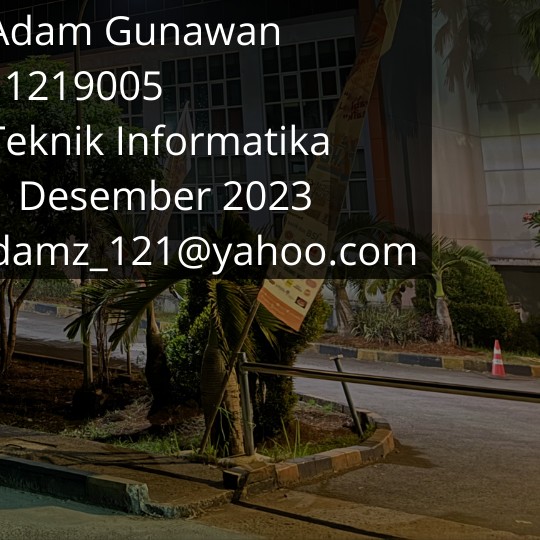 Adam Gunawan
1219005
Teknik Informatika
Desember 2023
damz_121@yahoo.com